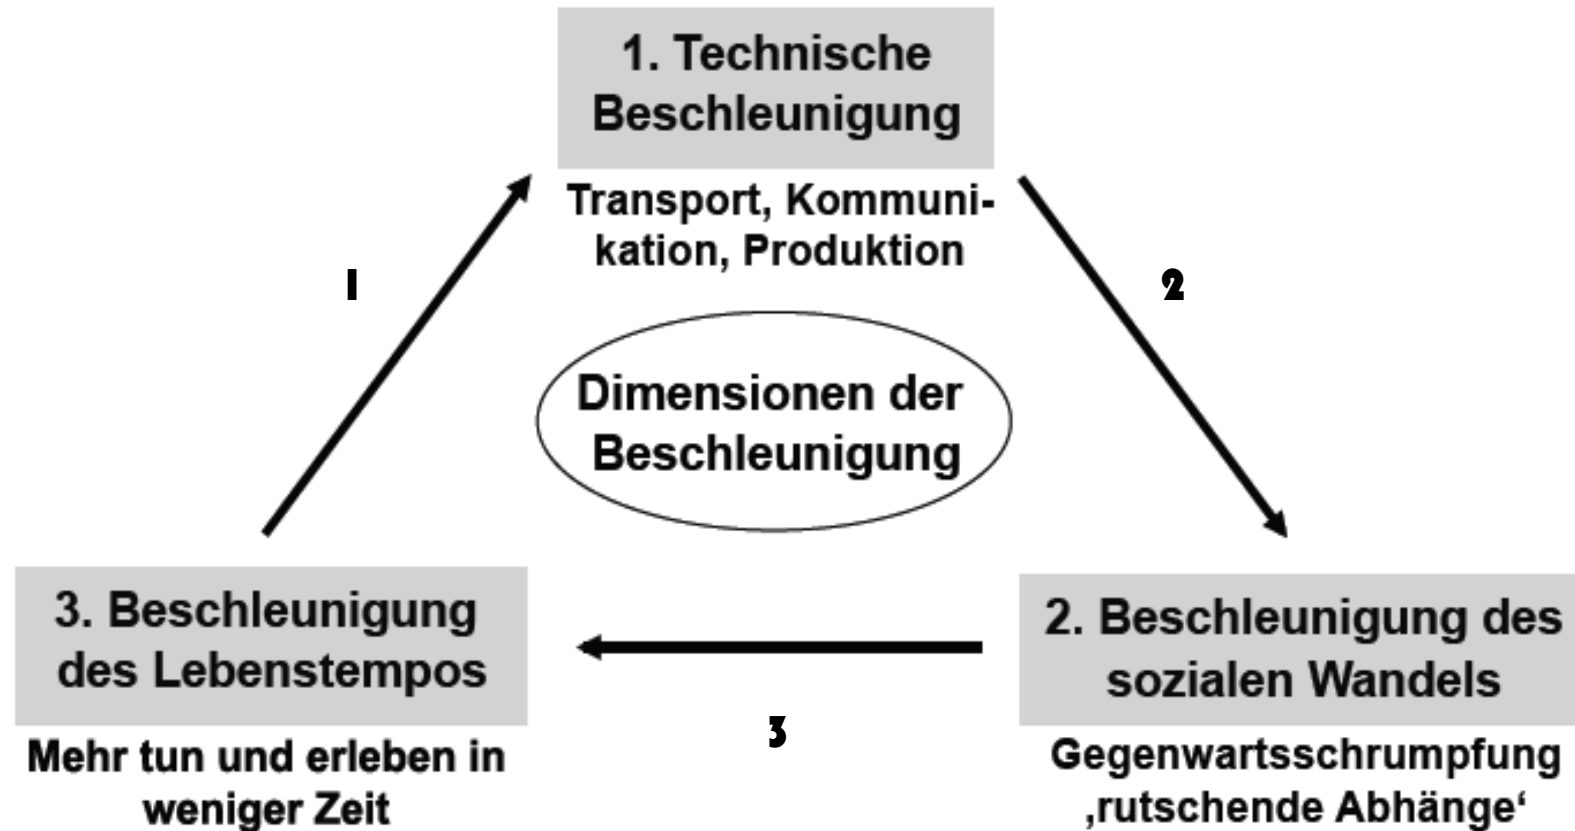 1. Technische
Beschleunigung
Transport, Kommuni-
kation, Produktion
1
2
Dimensionen der
Beschleunigung
3. Beschleunigung
des Lebenstempos
Mehr tun und erleben in
weniger Zeit
3
2. Beschleunigung des
sozialen Wandels
Gegenwartsschrumpfung
‚rutschende Abhänge‘